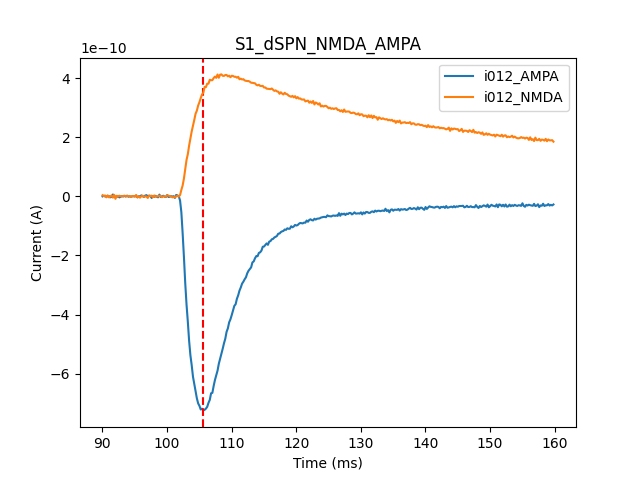 S1_dSPN_NMDA_AMPA
1e−10
i012_AMPA
i012_NMDA
4
2
0
−2
−4
−6
Current (A)
90 100 110 120 130 140 150 160
Time (ms)